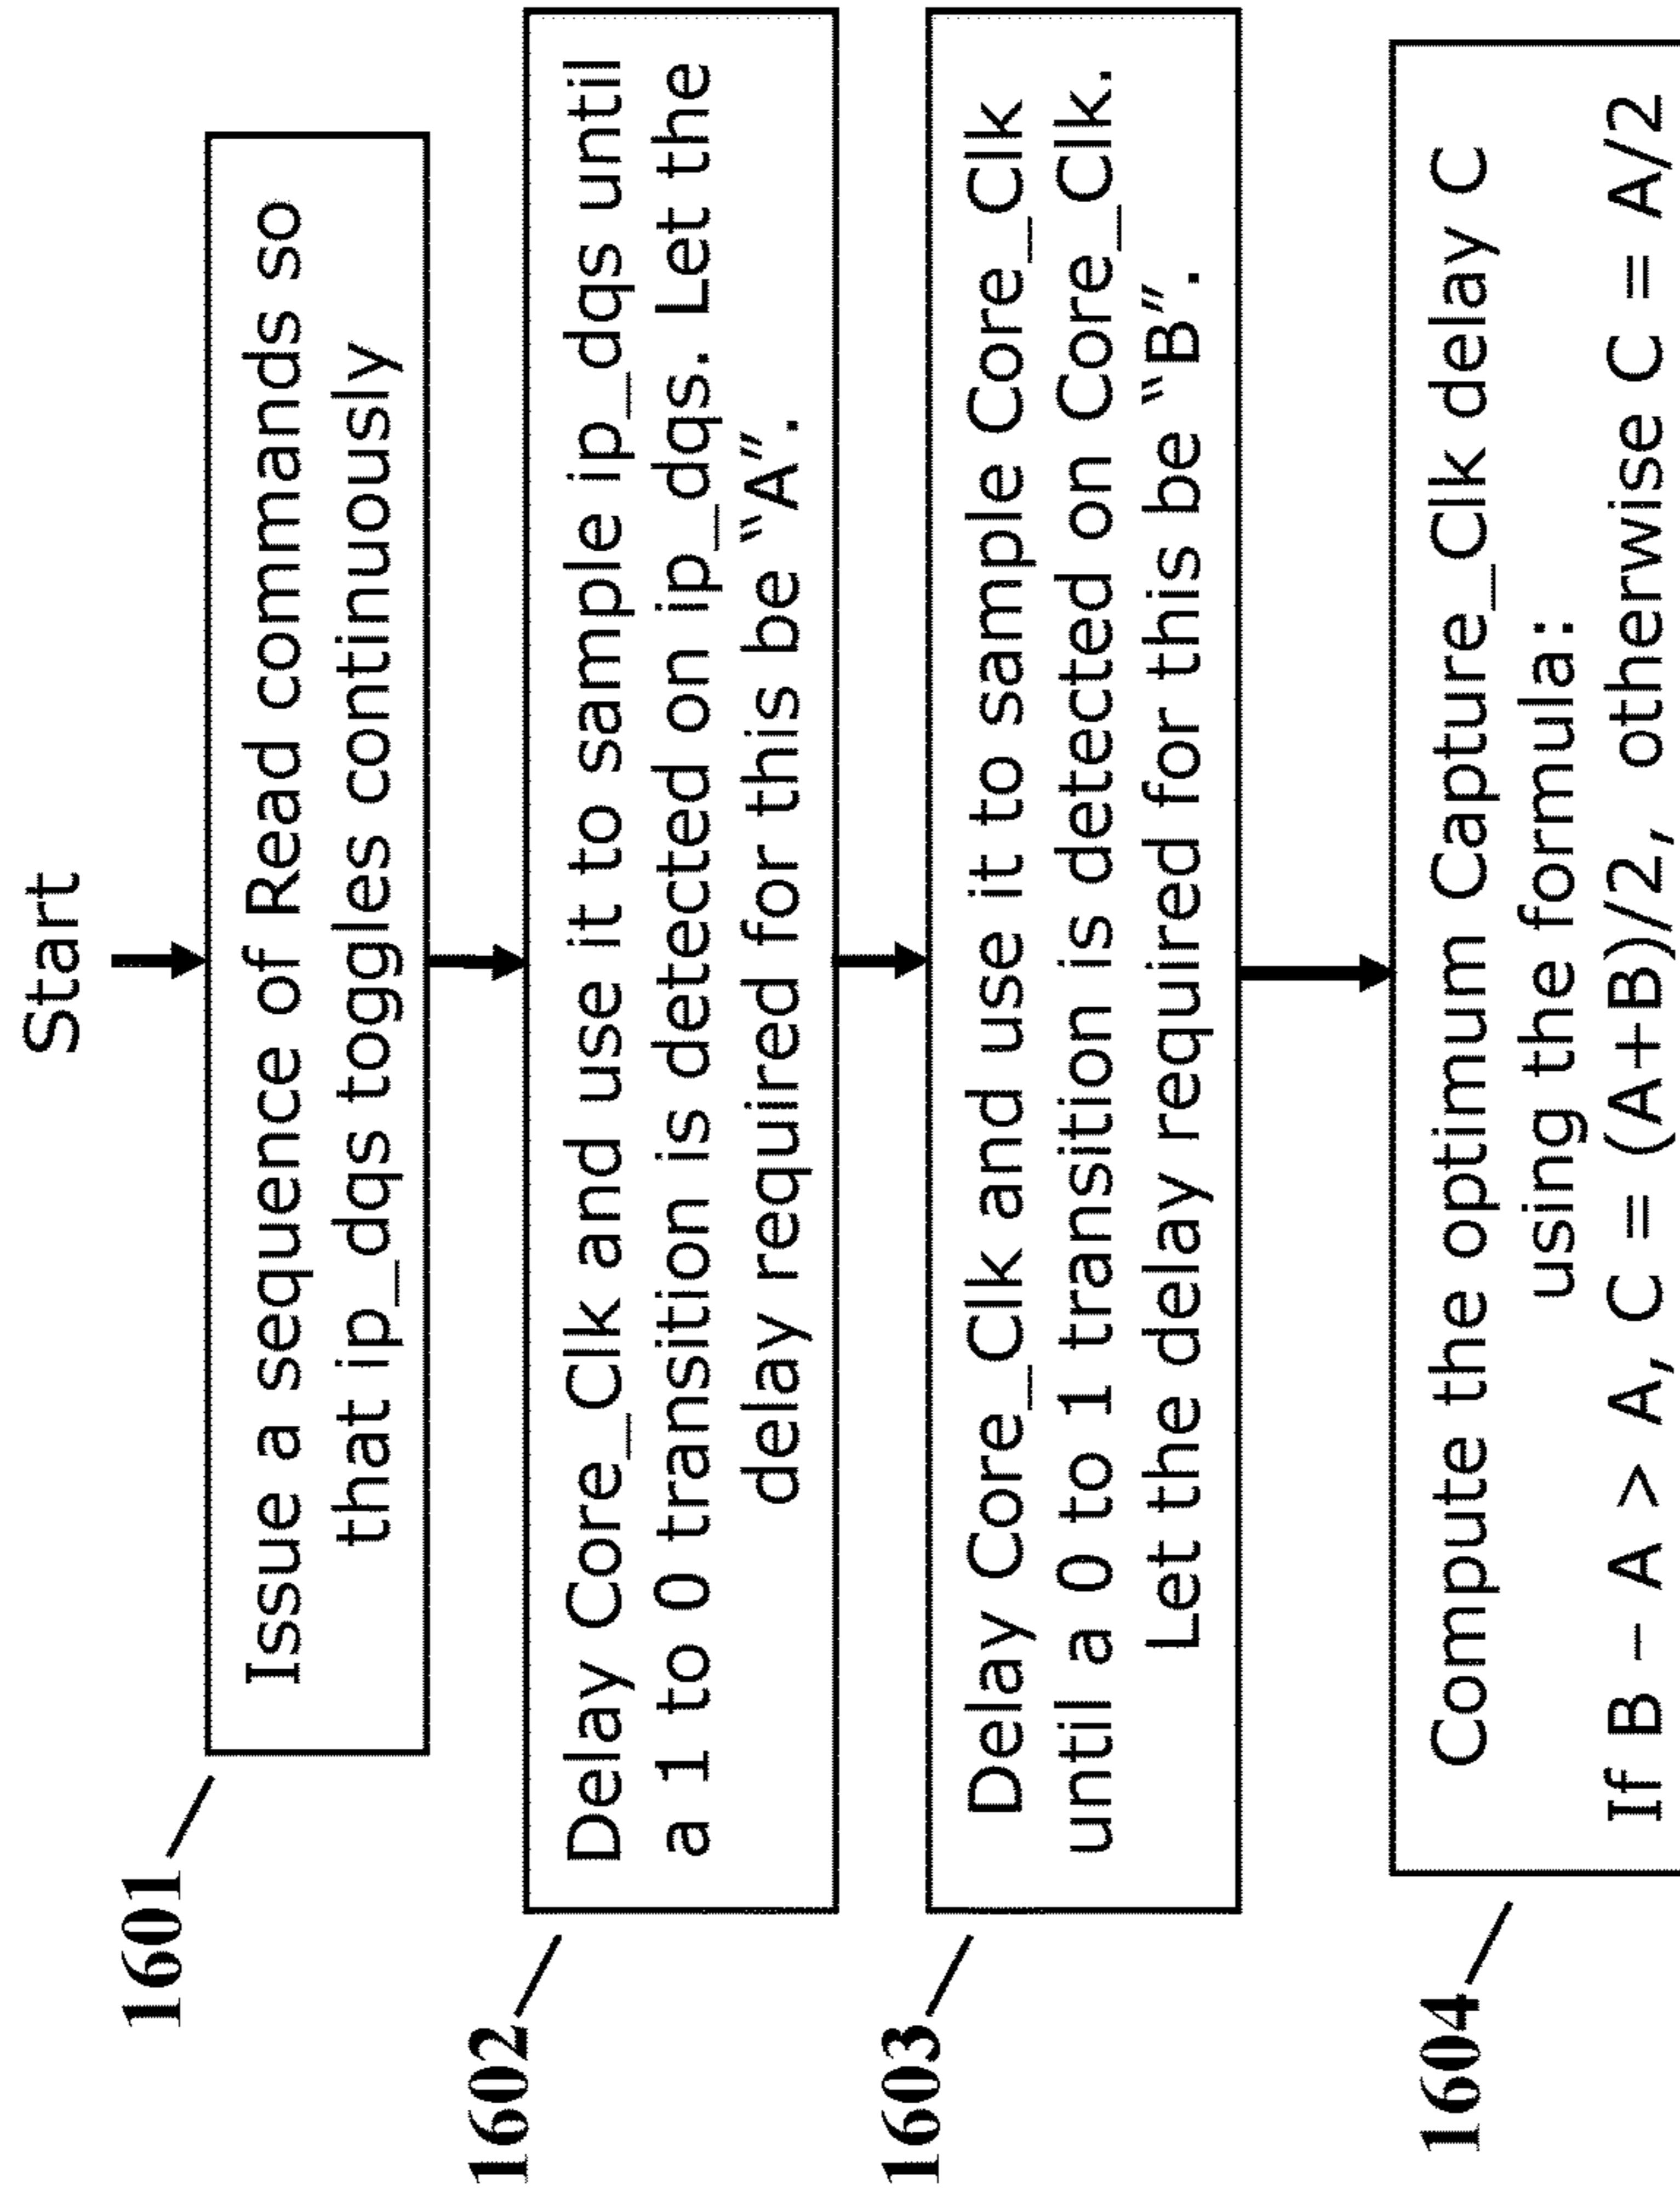 Start
1601
Issue a sequence of Read commands so
that ip_dqs toggles continuously
1602
Delay Core_Clk and use it to sample ip_dqs until
a 1 to 0 transition is detected on ip_dqs. Let the
delay required for this be “A”.
1603
Delay Core_Clk and use it to sample Core_Clk
until a 0 to 1 transition is detected on Core_Clk.
Let the delay required for this be “B”.
1604
Compute the optimum Capture_Clk delay C
using the formula:
If B – A > A, C = (A+B)/2, otherwise C = A/2